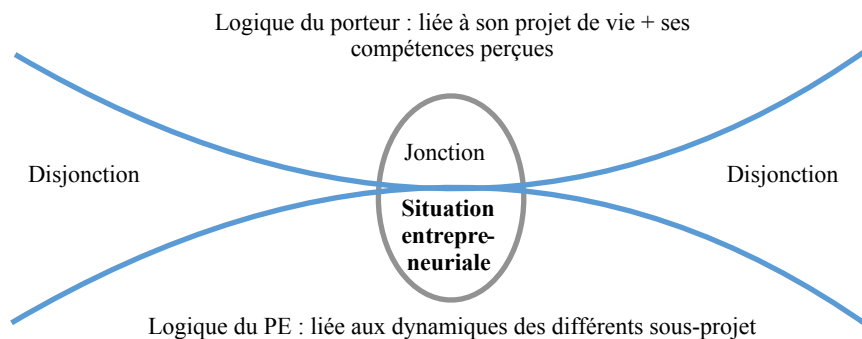 Logique du porteur : liée à son projet de vie + ses
compétences perçues
Jonction
Disjonction
Disjonction
Situation
entrepre-
neuriale
Logique du PE : liée aux dynamiques des différents sous-projet